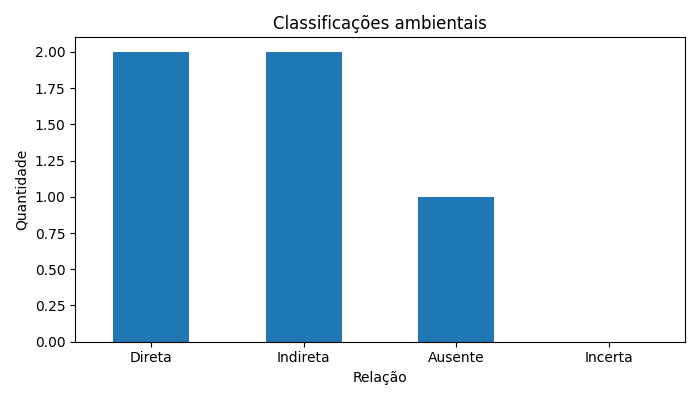 Classificações ambientais
Quantidade
2.00
1.75
1.50
1.25
1.00
0.75
0.50
0.25
0.00
Direta Indireta Ausente Incerta
Relação